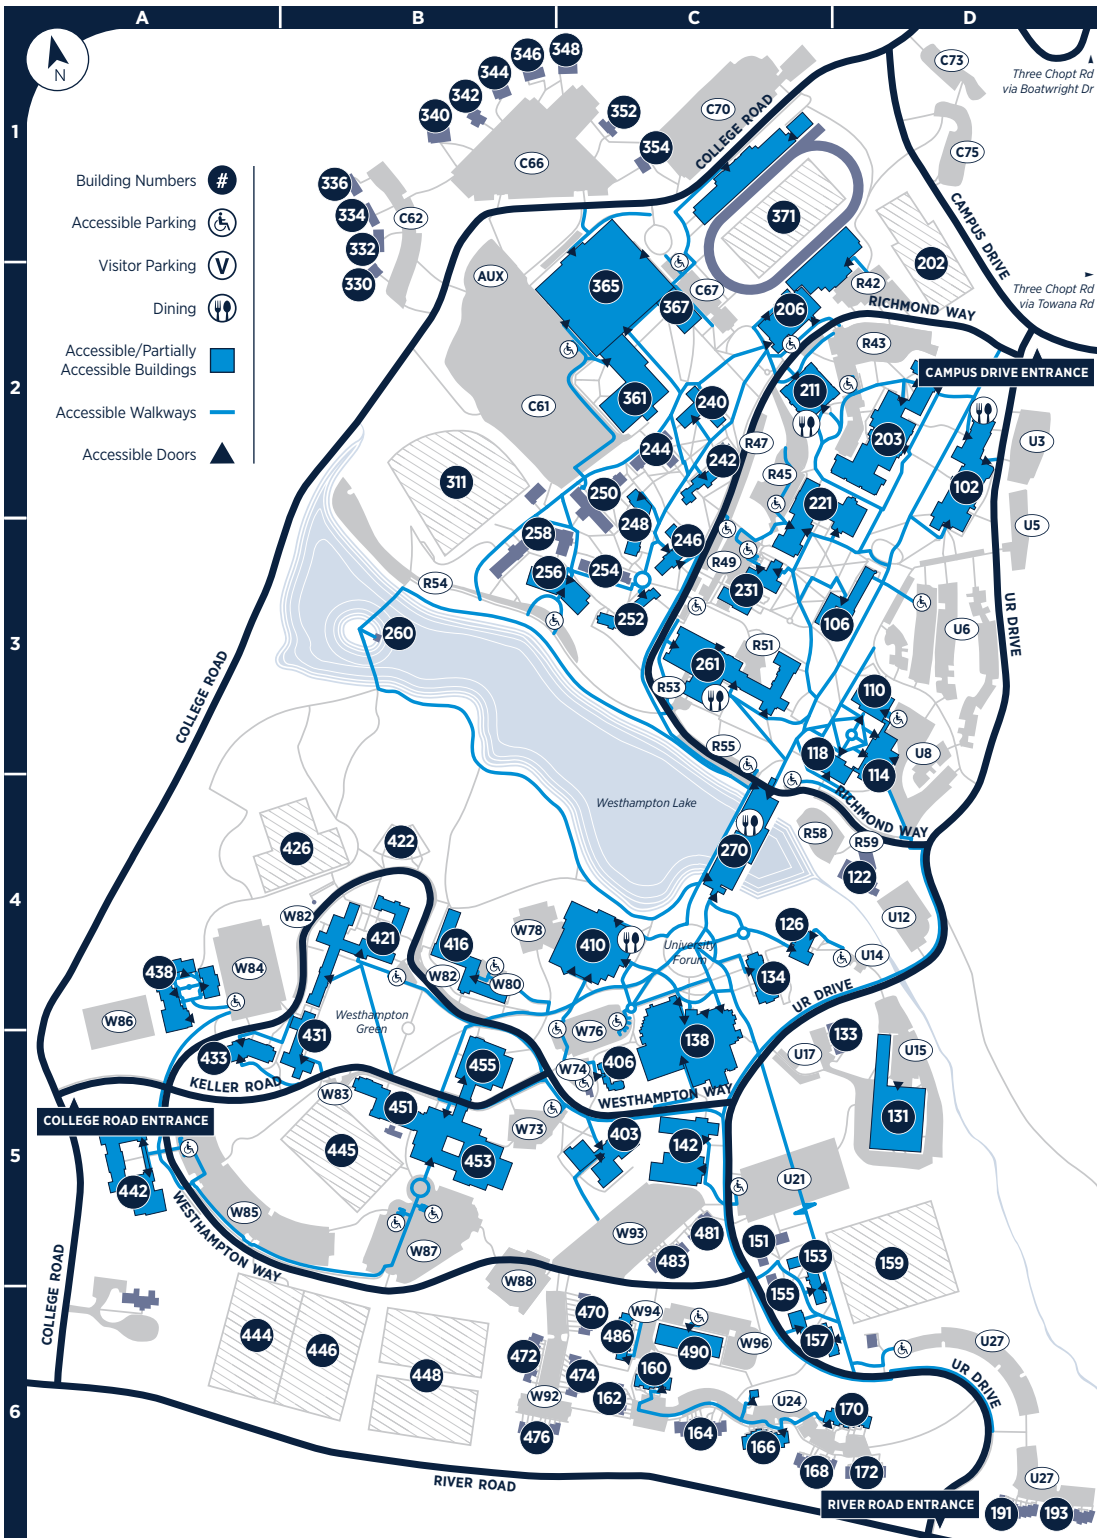 A B C D
1
2
3
4
5
6
N
Building Numbers #
Accessible Parking
Visitor Parking V
Dining
Accessible/Partially
Accessible Buildings
Accessible Walkways
Accessible Doors
346
348
344
342
340
352
354
C66
C70
COLLEGE ROAD
C73
Three Chopt Rd
via Boatwright Dr
C75
336
334
C62
332
330
371
CAMPUS DRIVE
202
AUX
365
C67
367
R42
206
RICHMOND WAY
Three Chopt Rd
via Towana Rd
R43
CAMPUS DRIVE ENTRANCE
C61
361
240
211
203
244
R47
242
R45
U3
311
250
248
221
102
258
246
U5
R49
256
254
231
R54
252
106
UR DRIVE
U6
260
261
R51
R53
110
COLLEGE ROAD
R55
118
U8
114
Westhampton Lake
RICHMOND WAY
R58
R59
270
122
426
422
W82
U12
421
416
W78
410
University
Forum
126
U14
438
W84
W82
W80
134
UR DRIVE
W86
Westhampton
Green
431
W76
138
133
433
455
W74
406
U17
U15
KELLER ROAD
W83
WESTHAMPTON WAY
COLLEGE ROAD ENTRANCE
451
W73
403
131
445
453
142
442
U21
WESTHAMPTON WAY
W85
W87
W93
481
151
153
483
159
COLLEGE ROAD
W88
155
470
W94
444
446
486
490
W96
157
U27
472
448
474
160
UR DRIVE
W92
162
U24
170
476
164
166
168
172
U27
RIVER ROAD
RIVER ROAD ENTRANCE
191
193